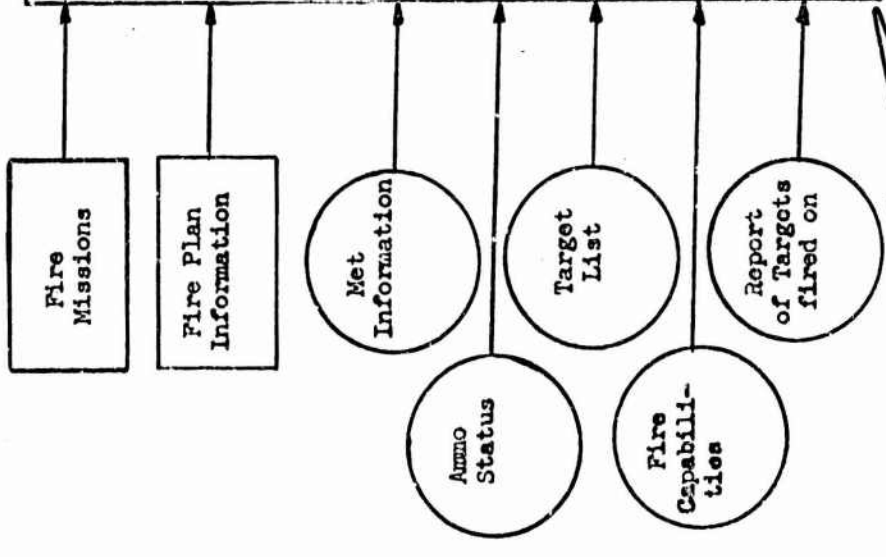 Fire
Missions
Fire Plan
Information
Met
Information
Ammo
Status
Target
List
Fire
Capabili-
ties
Report
of Targets
fired on